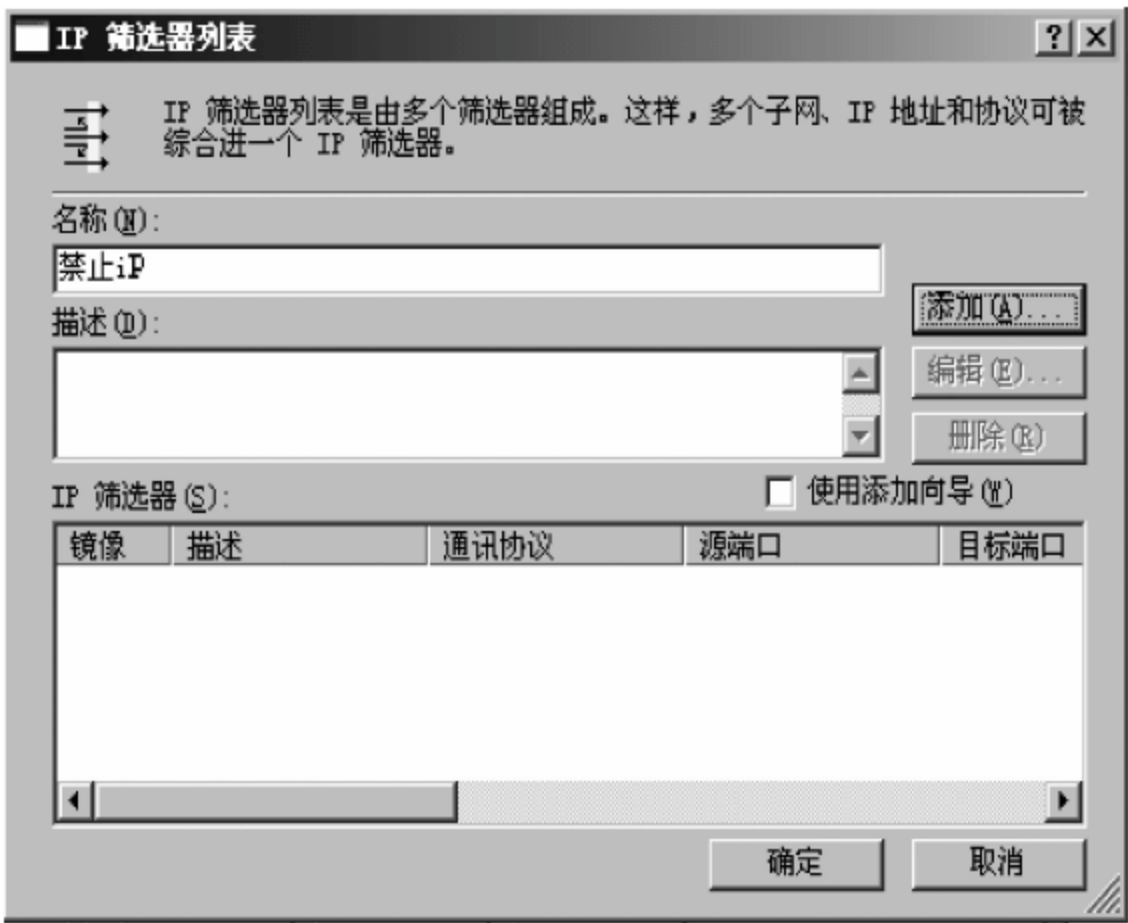 IP 筛选器列表
IP 筛选器列表是由多个筛选器组成。这样，多个子网、IP 地址和协议可被
综合进一个 IP 筛选器。
名称(N):
禁止iP
添加(A)...
描述(D):
编辑(E)...
删除(R)
IP 筛选器(S):
使用添加向导(W)
镜像 描述 通讯协议 源端口 目标端口
确定 取消